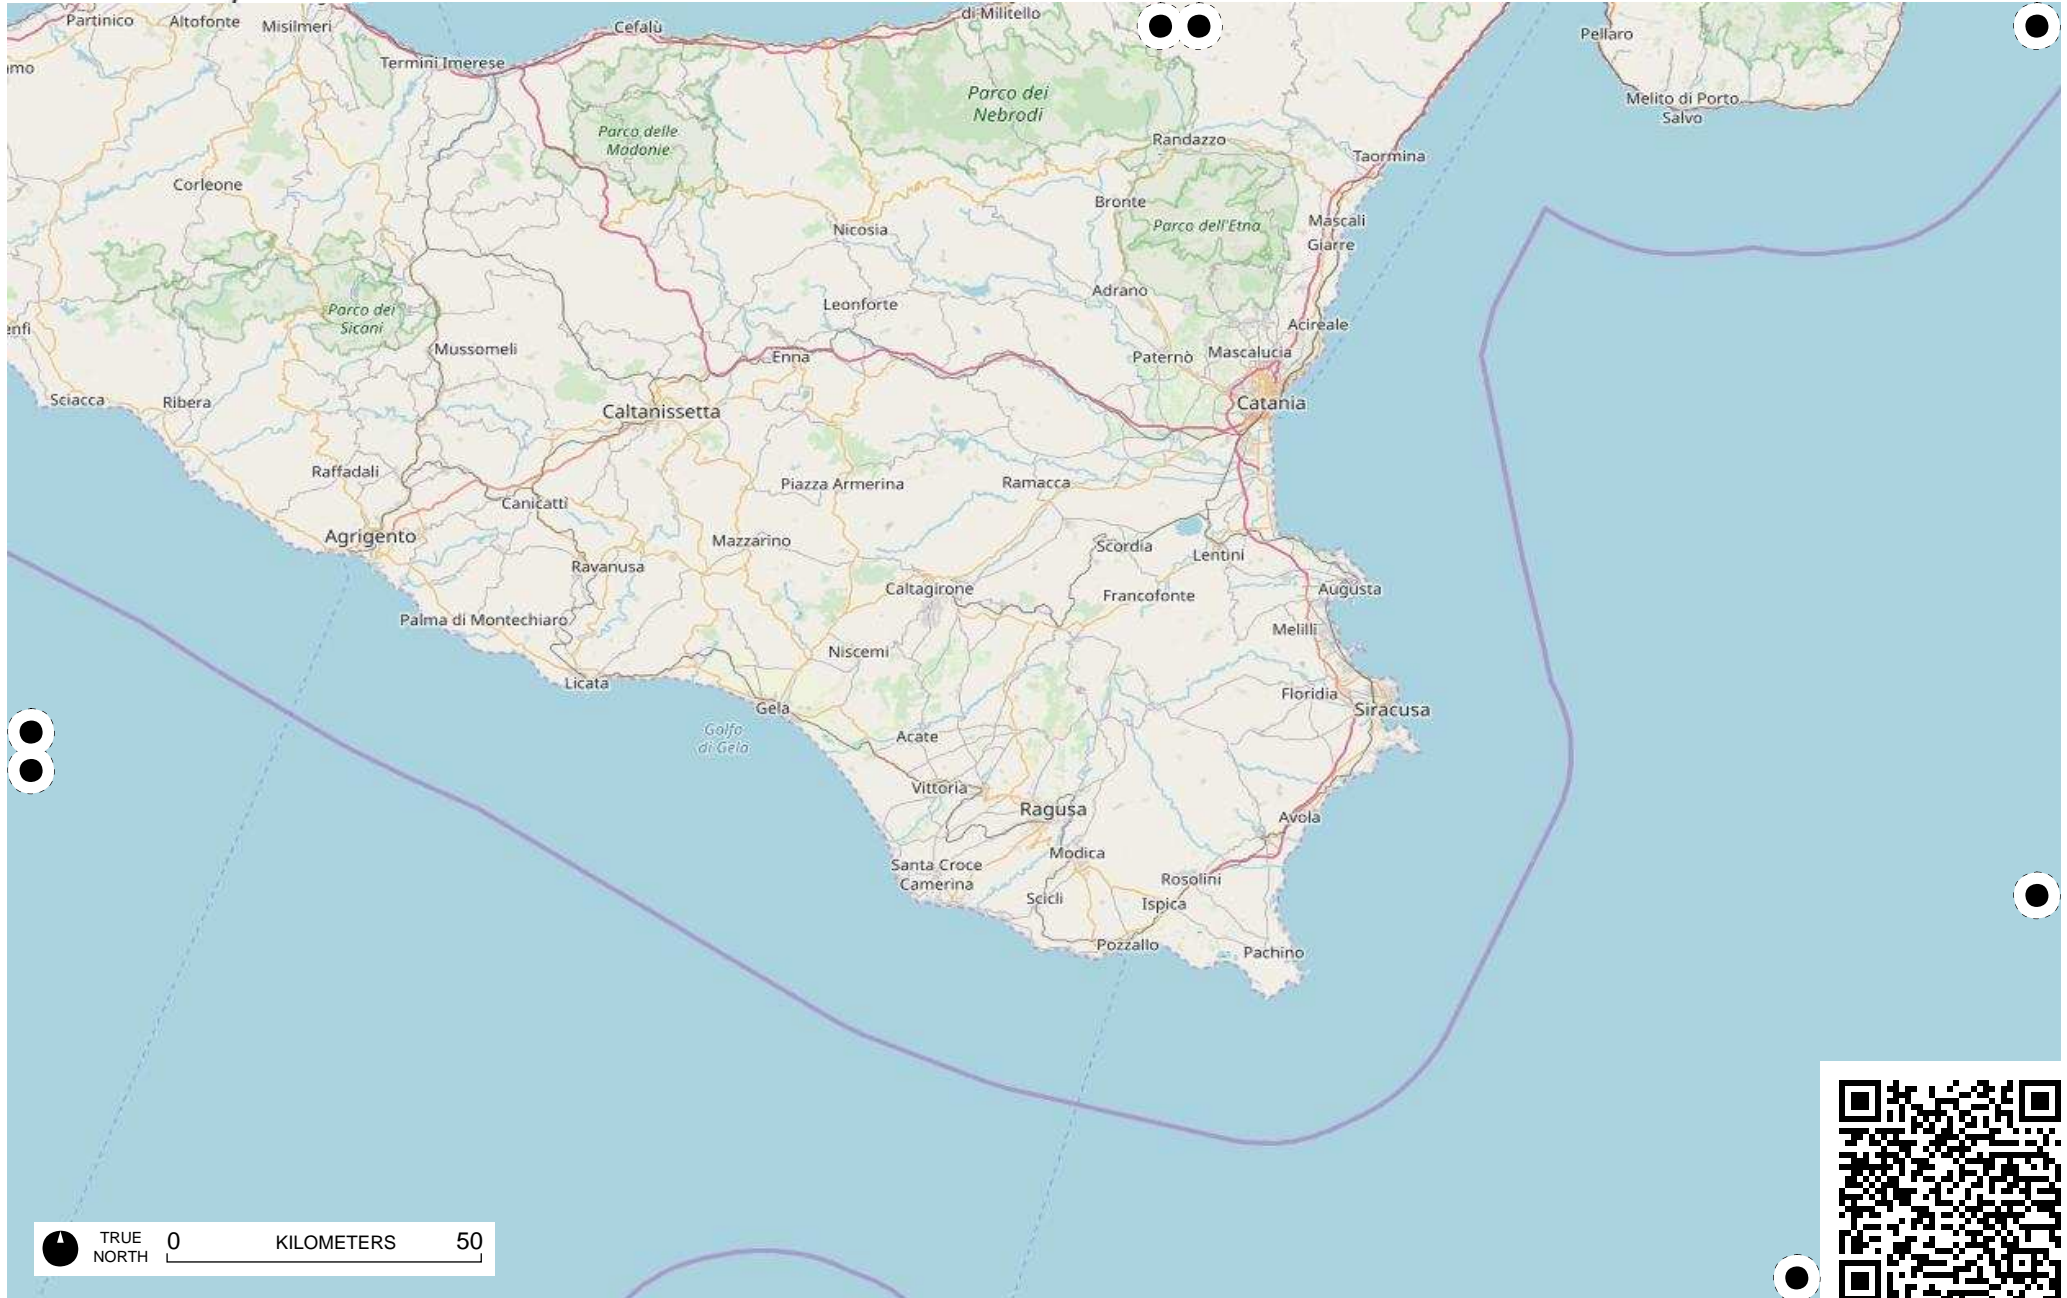 Partinico
Altofonte
Misilmeri
Cefalù
di Militello
Pellaro
Termini Imerese
Parco dei
Nebrodi
Melito di Porto
Salvo
Parco delle
Madonie
Randazzo
Taormina
Corleone
Bronte
Parco dell'Etna
Mascali
Nicosia
Giarre
Adrano
Leonforte
Parco dei
Sicani
Acireale
Mussomeli
Enna
Paternò
Mascalucia
Sciacca
Ribera
Caltanissetta
Catania
Raffadali
Piazza Armerina
Ramacca
Canicattì
Agrigento
Mazzarino
Scordia
Lentini
Ravanusa
Caltagirone
Francofonte
Augusta
Palma di Montechiaro
Melilli
Niscemi
Licata
Floridia
Gela
Siracusa
Golfo
di Gela
Acate
Vittoria
Ragusa
Avola
Modica
Santa Croce
Camerina
Rosolini
Scicli
Ispica
Pozzallo
Pachino
TRUE
NORTH
0 KILOMETERS 50